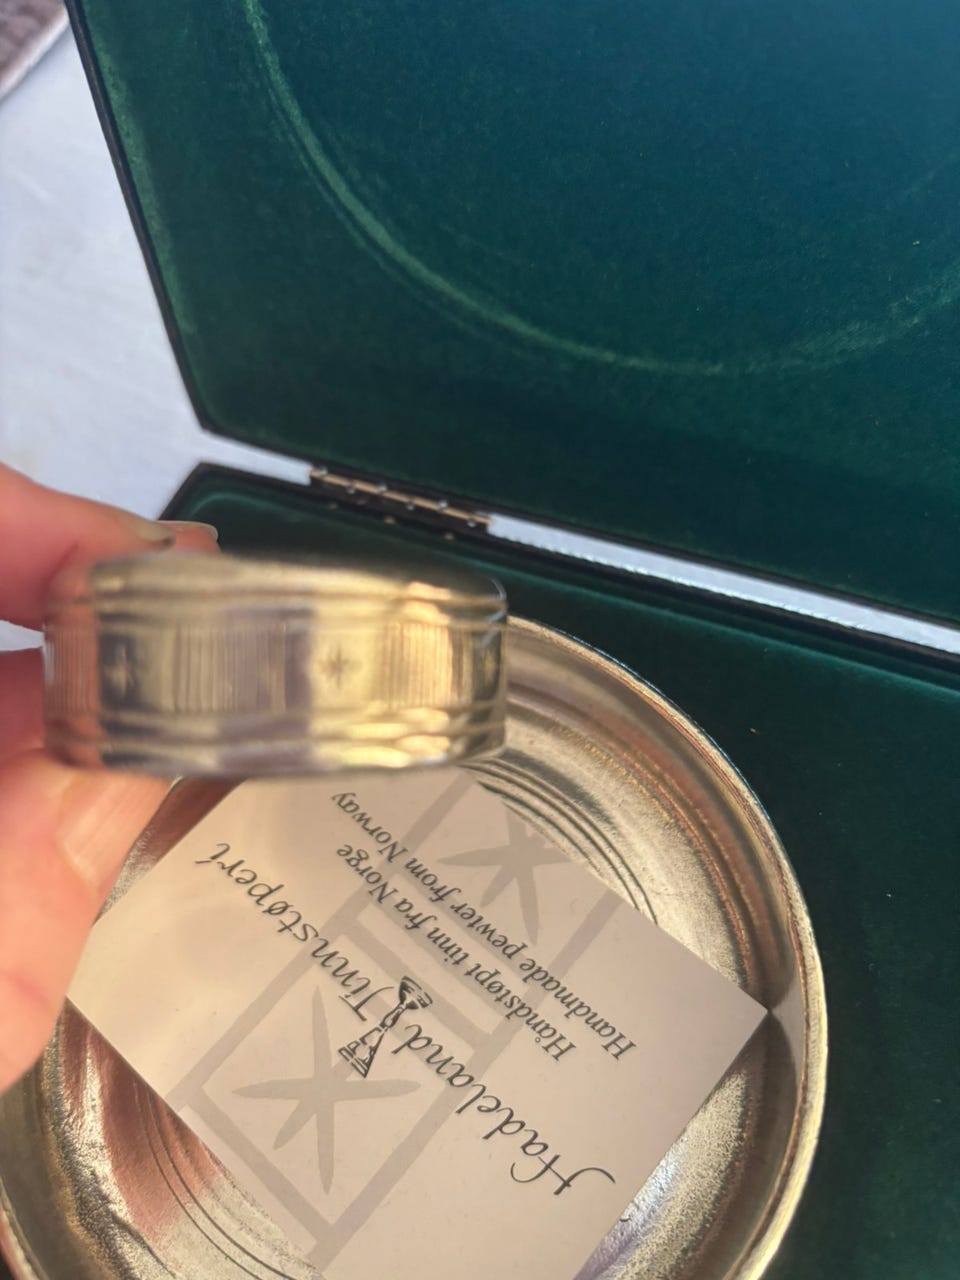 Hadeland Tinnstøperi
Håndstøpt tinn fra Norge
Handmade pewter from Norway